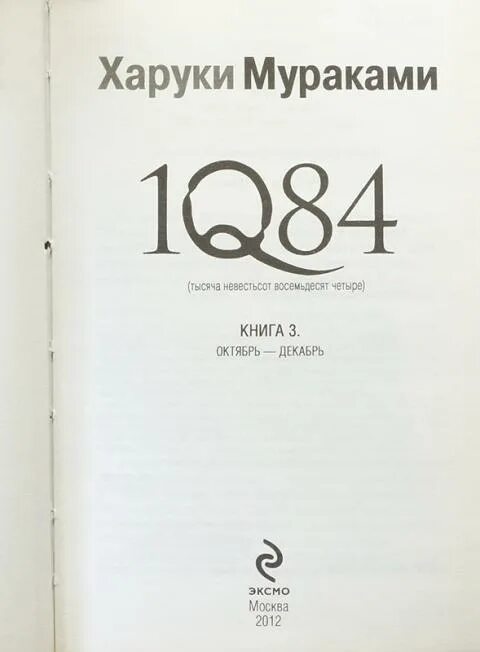 Харуки Мураками
1Q84
(тысяча невестьсот восемьдесят четыре)
КНИГА 3.
ОКТЯБРЬ — ДЕКАБРЬ
ЭКСМО
Москва
2012